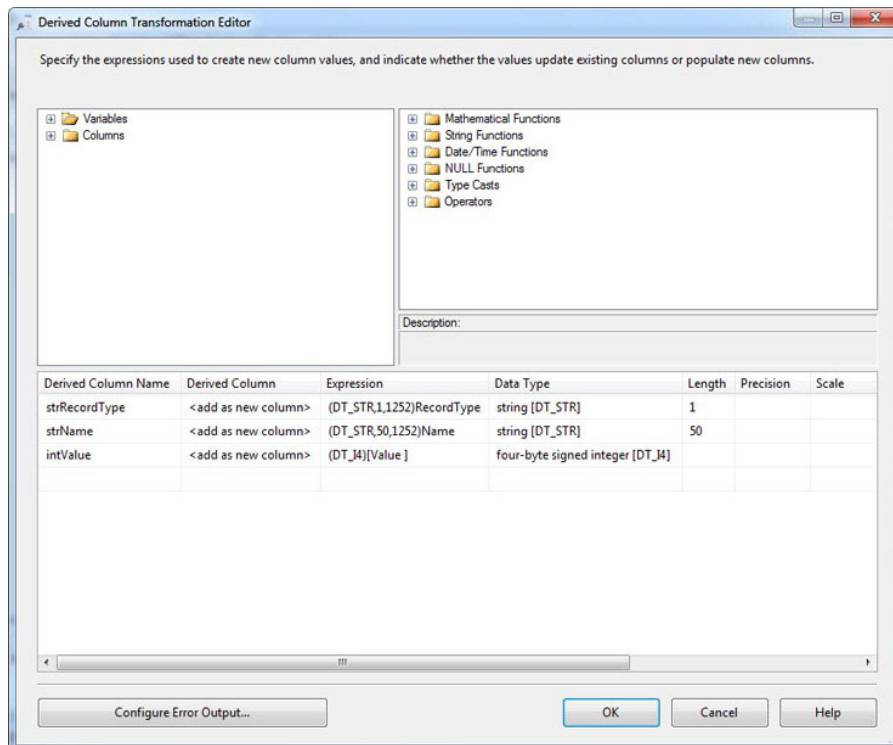 Derived Column Transformation Editor
Specify the expressions used to create new column values, and indicate whether the values update existing columns or populate new columns.
Variables
Columns
Mathematical Functions
String Functions
Date/Time Functions
NULL Functions
Type Casts
Operators
Description:
Derived Column Name Derived Column Expression Data Type Length Precision Scale
strRecordType <add as new column> (DT_STR,1,1252)RecordType string [DT_STR] 1
strName <add as new column> (DT_STR,50,1252)Name string [DT_STR] 50
intValue <add as new column> (DT_I4)[Value ] four-byte signed integer [DT_I4]
Configure Error Output... OK Cancel Help